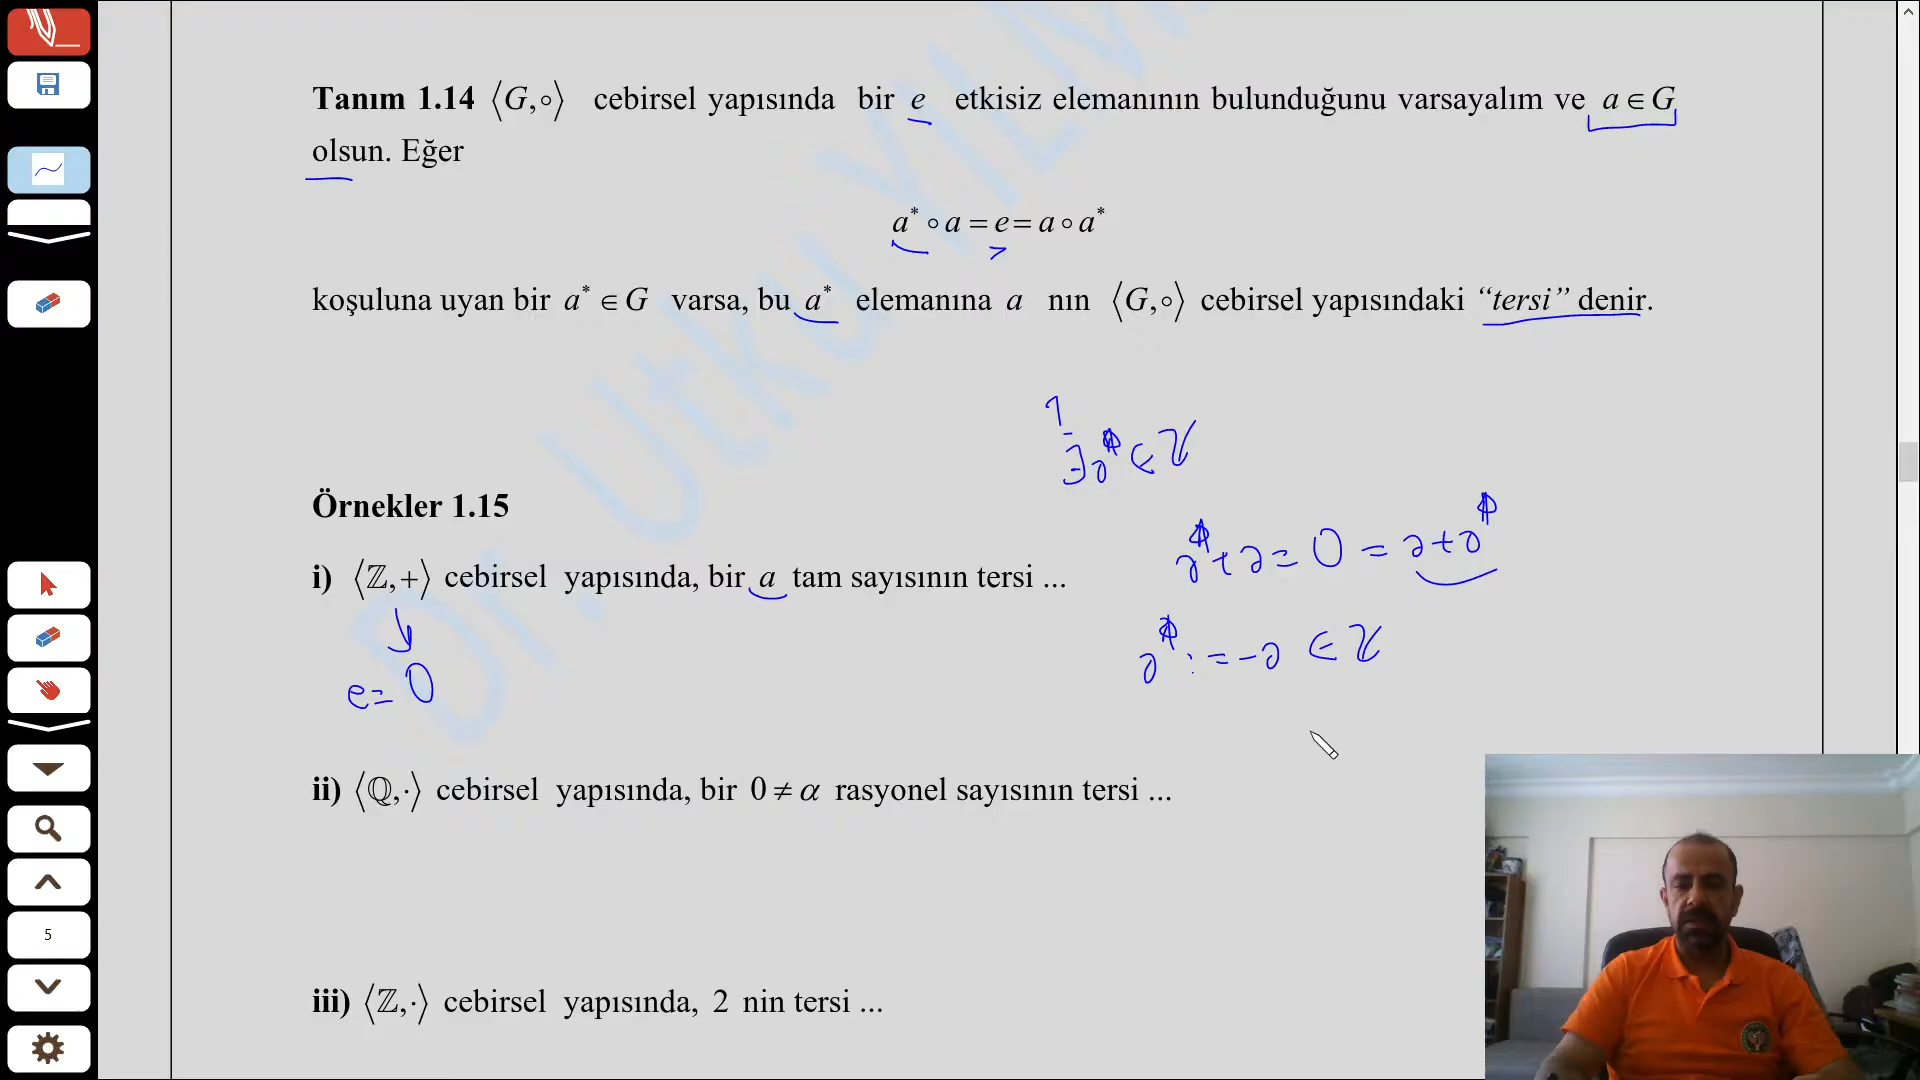 Tanım 1.14 ⟨G,∘⟩ cebirsel yapısında bir e etkisiz elemanının bulunduğunu varsayalım ve a ∈ G
olsun. Eğer
a* ∘ a = e = a ∘ a*
koşuluna uyan bir a* ∈ G varsa, bu a* elemanına a nın ⟨G,∘⟩ cebirsel yapısındaki “tersi” denir.
∃a* ∈ ℤ
Örnekler 1.15
a* + a = 0 = a + a*
i) ⟨ℤ,+⟩ cebirsel yapısında, bir a tam sayısının tersi ...
a* := -a ∈ ℤ
e = 0
ii) ⟨ℚ,·⟩ cebirsel yapısında, bir 0 ≠ α rasyonel sayısının tersi ...
iii) ⟨ℤ,·⟩ cebirsel yapısında, 2 nin tersi ...
5
Dr. Utku